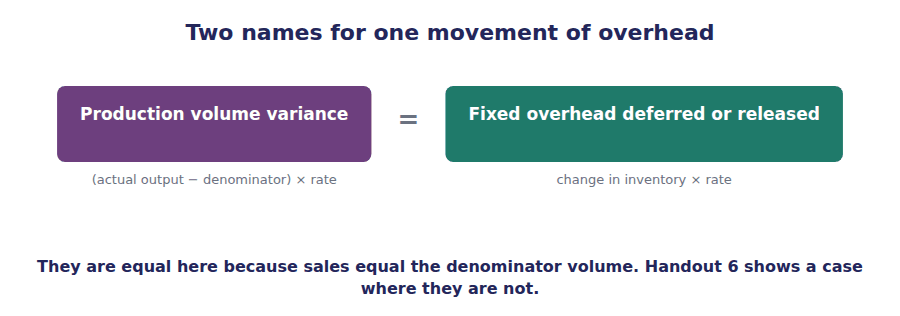 Two names for one movement of overhead
Production volume variance
=
Fixed overhead deferred or released
(actual output − denominator) × rate
change in inventory × rate
They are equal here because sales equal the denominator volume. Handout 6 shows a case
where they are not.